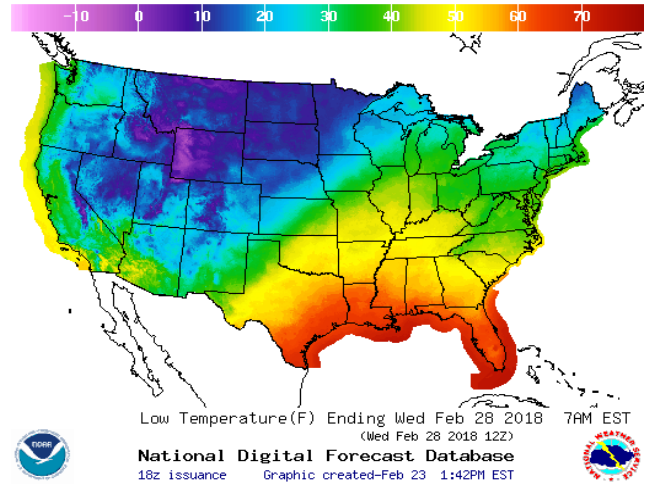 -10 0 10 20 30 40 50 60 70
Low Temperature(F) Ending Wed Feb 28 2018 7AM EST
(Wed Feb 28 2018 12Z)
National Digital Forecast Database
18z issuance Graphic created-Feb 23 1:42PM EST
NOAA